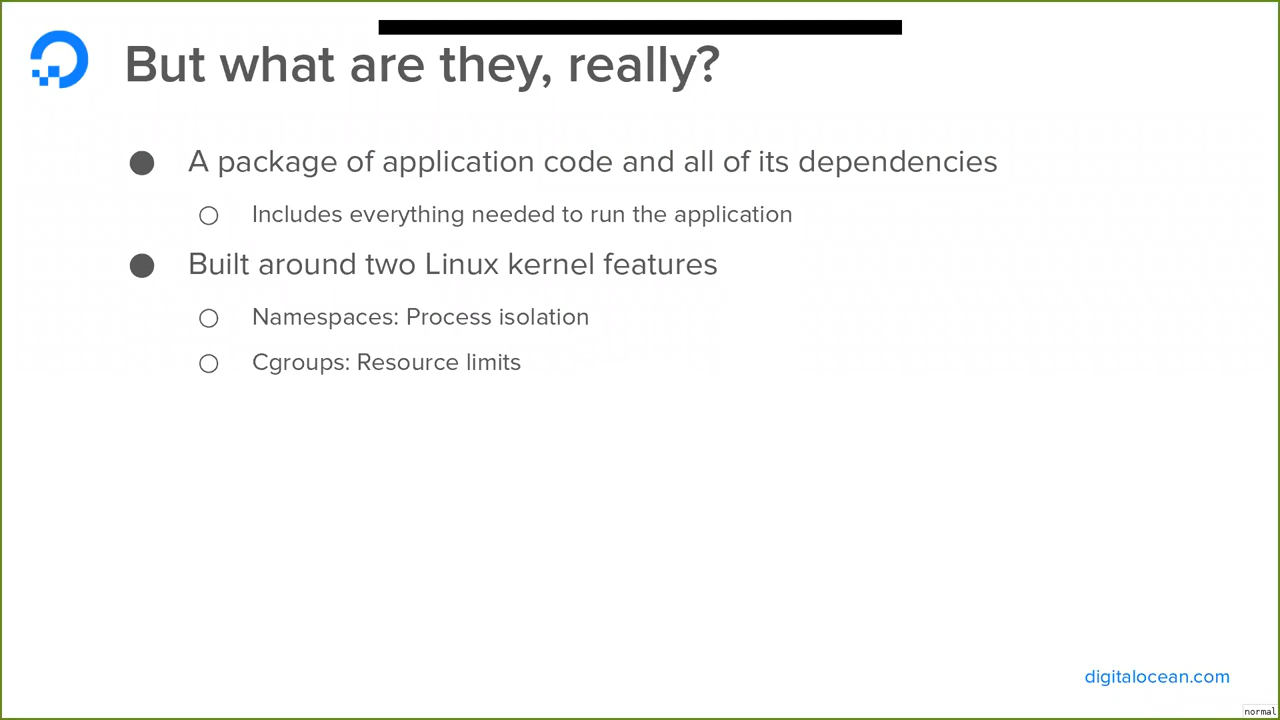 But what are they, really?
A package of application code and all of its dependencies
Includes everything needed to run the application
Built around two Linux kernel features
Namespaces: Process isolation
Cgroups: Resource limits
digitalocean.com
normal